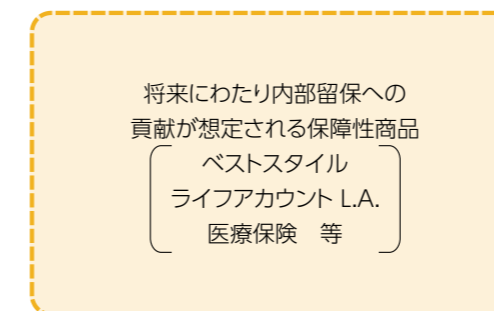 将来にわたり内部留保への
貢献が想定される保障性商品
ベストスタイル
ライフアカウント L.A.
医療保険　等